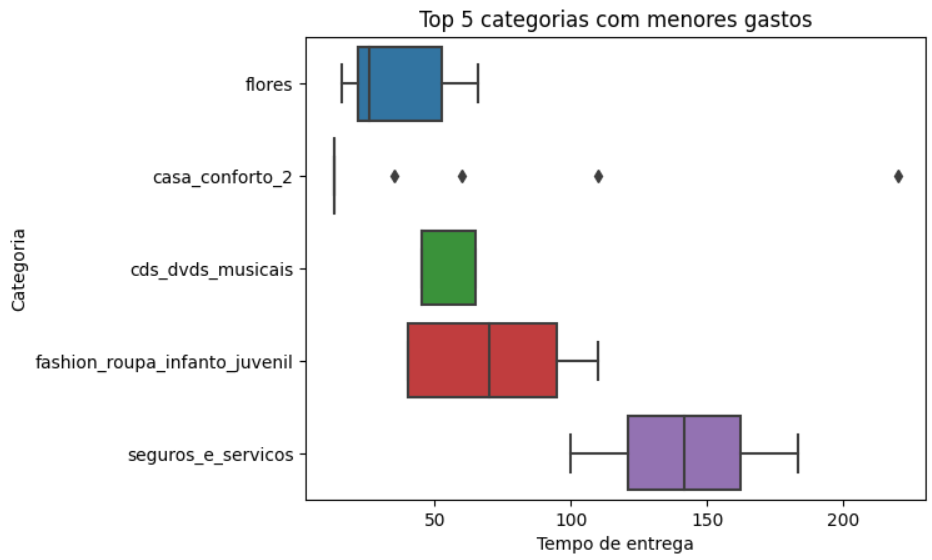 Top 5 categorias com menores gastos
flores
casa_conforto_2
cds_dvds_musicais
fashion_roupa_infanto_juvenil
seguros_e_servicos
Categoria
50 100 150 200
Tempo de entrega